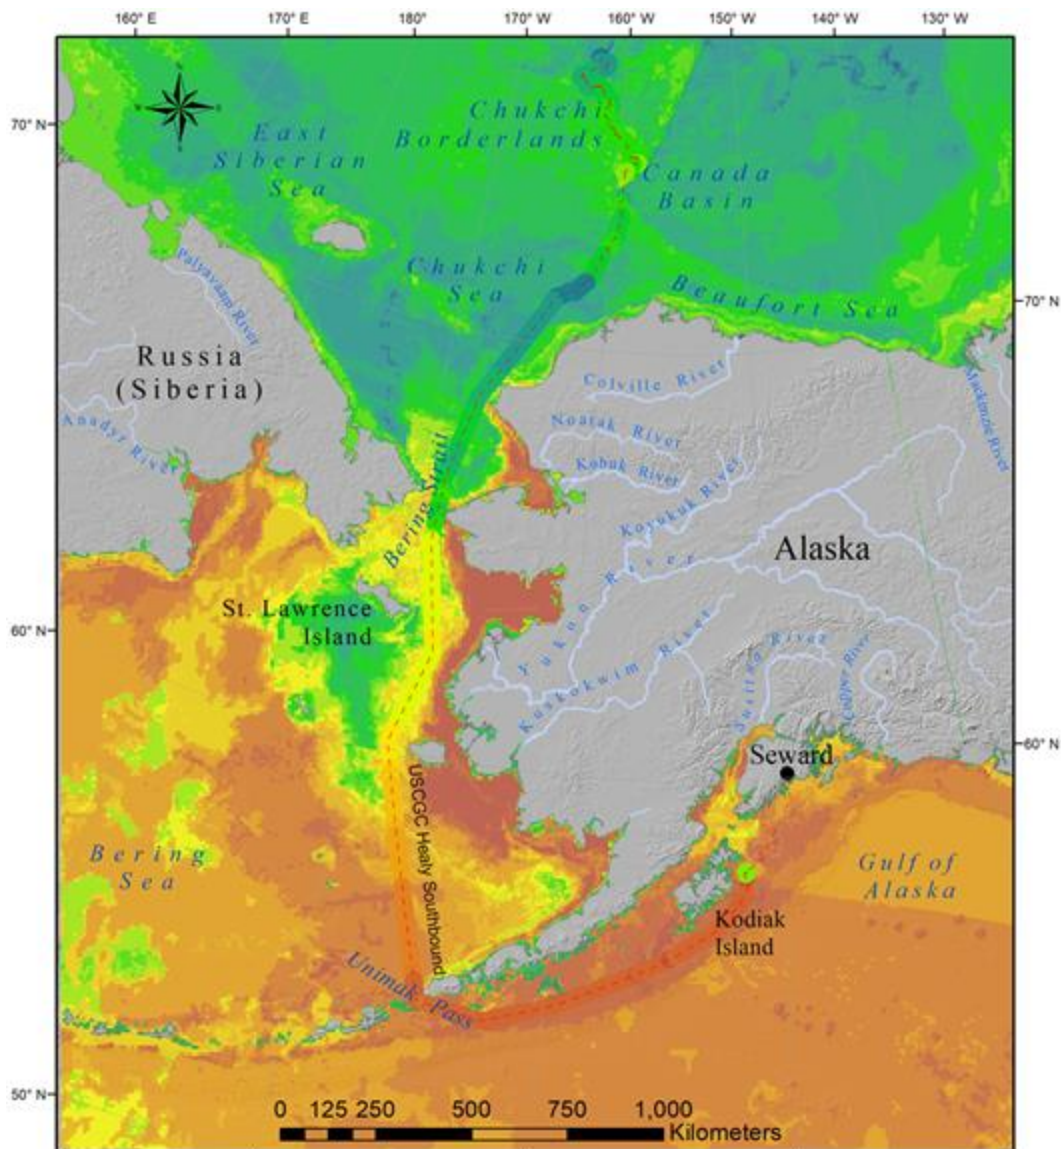 160° E 170° E 180° 170° W 160° W 150° W 140° W 130° W
70° N
Chukchi
Borderlands
East
Siberian
Sea
Canada
Basin
Chukchi
Sea
Beaufort Sea
70° N
Palyavaam River
Russia
(Siberia)
Anadyr River
Colville River
Noatak River
Kobuk River
Koyukuk River
Mackenzie River
Bering Strait
Alaska
St. Lawrence
Island
60° N
Yukon River
Kuskokwim River
Susitna River
Copper River
Seward
60° N
USCGC Healy Southbound
Bering
Sea
Gulf of
Alaska
Kodiak
Island
Unimak Pass
50° N
0 125 250 500 750 1,000
Kilometers